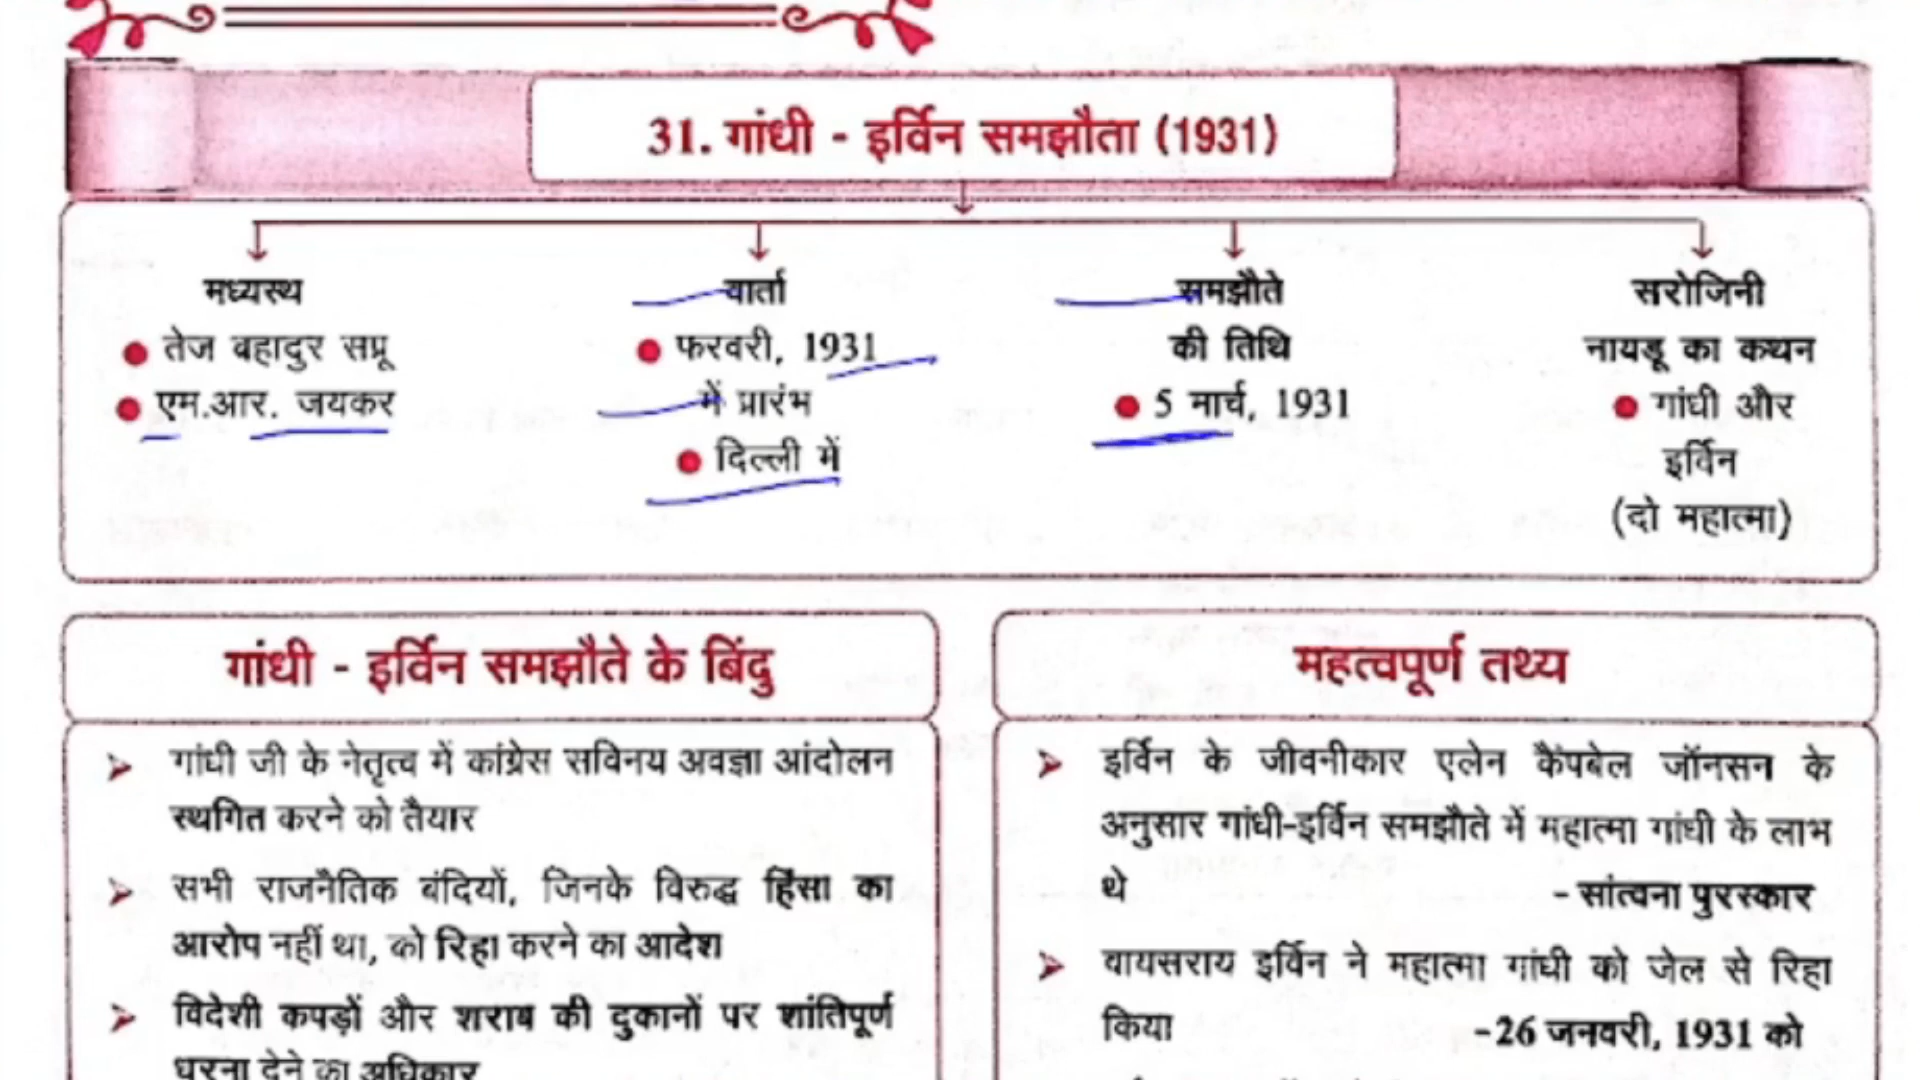 31. गांधी - इर्विन समझौता (1931)
मध्यस्थ
तेज बहादुर सप्रू
एम.आर. जयकर
वार्ता
फरवरी, 1931
में प्रारंभ
दिल्ली में
समझौते
की तिथि
5 मार्च, 1931
सरोजिनी
नायडू का कथन
गांधी और
इर्विन
(दो महात्मा)
गांधी - इर्विन समझौते के बिंदु
गांधी जी के नेतृत्व में कांग्रेस सविनय अवज्ञा आंदोलन
स्थगित करने को तैयार
सभी राजनैतिक बंदियों, जिनके विरुद्ध हिंसा का
आरोप नहीं था, को रिहा करने का आदेश
विदेशी कपड़ों और शराब की दुकानों पर शांतिपूर्ण
धरना देने का अधिकार
महत्वपूर्ण तथ्य
इर्विन के जीवनीकार एलेन कैंपबेल जॉनसन के
अनुसार गांधी-इर्विन समझौते में महात्मा गांधी के लाभ
थे - सांत्वना पुरस्कार
वायसराय इर्विन ने महात्मा गांधी को जेल से रिहा
किया -26 जनवरी, 1931 को